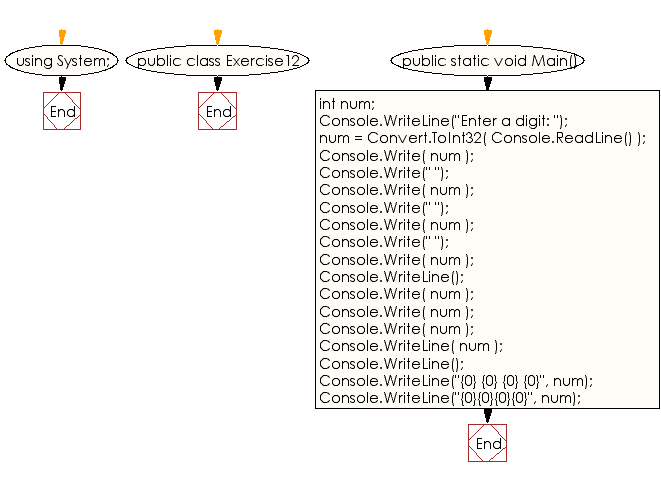 using System;
public class Exercise12
public static void Main()
End
End
int num;
Console.WriteLine("Enter a digit: ");
num = Convert.ToInt32( Console.ReadLine() );
Console.Write( num );
Console.Write(" ");
Console.Write( num );
Console.Write(" ");
Console.Write( num );
Console.Write(" ");
Console.Write( num );
Console.WriteLine();
Console.Write( num );
Console.Write( num );
Console.Write( num );
Console.WriteLine( num );
Console.WriteLine();
Console.WriteLine("{0} {0} {0} {0}", num);
Console.WriteLine("{0}{0}{0}{0}", num);
End